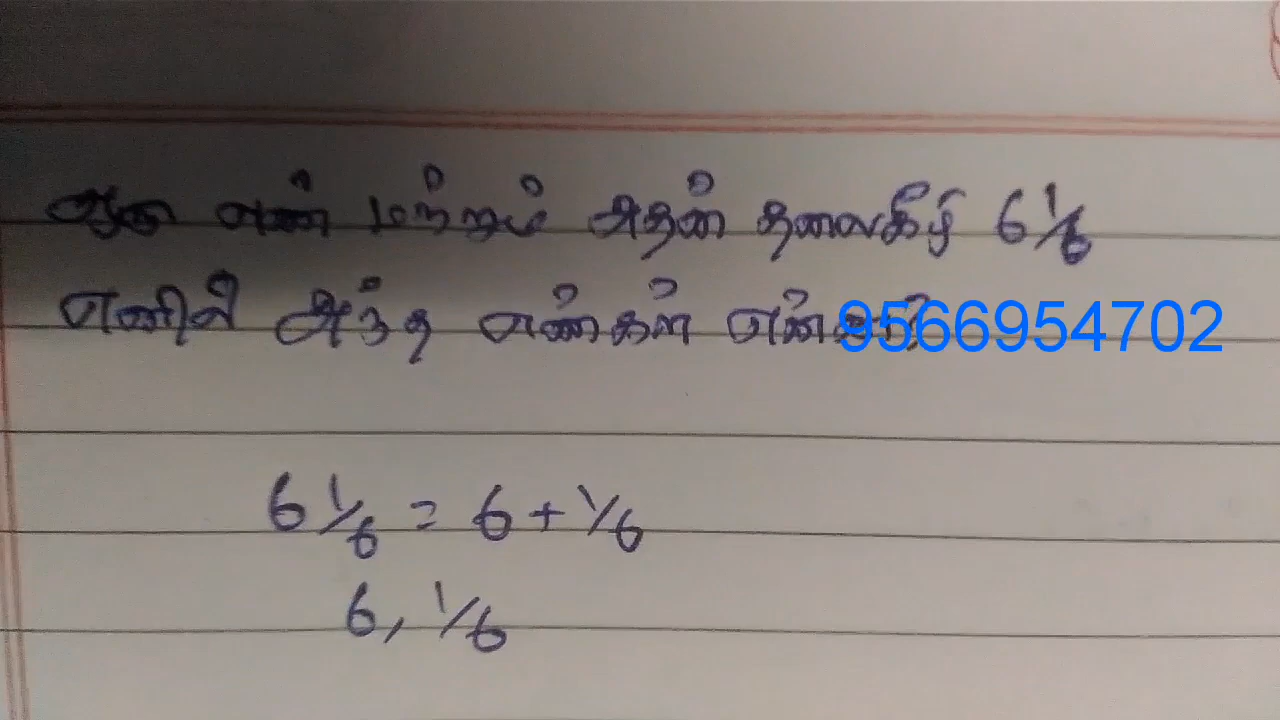 ஒரு எண் மற்றும் அதன் தலைகீழ் 6 1/6
எனில் அந்த எண்கள் என்ன?
9566954702
6 1/6 = 6 + 1/6
6, 1/6